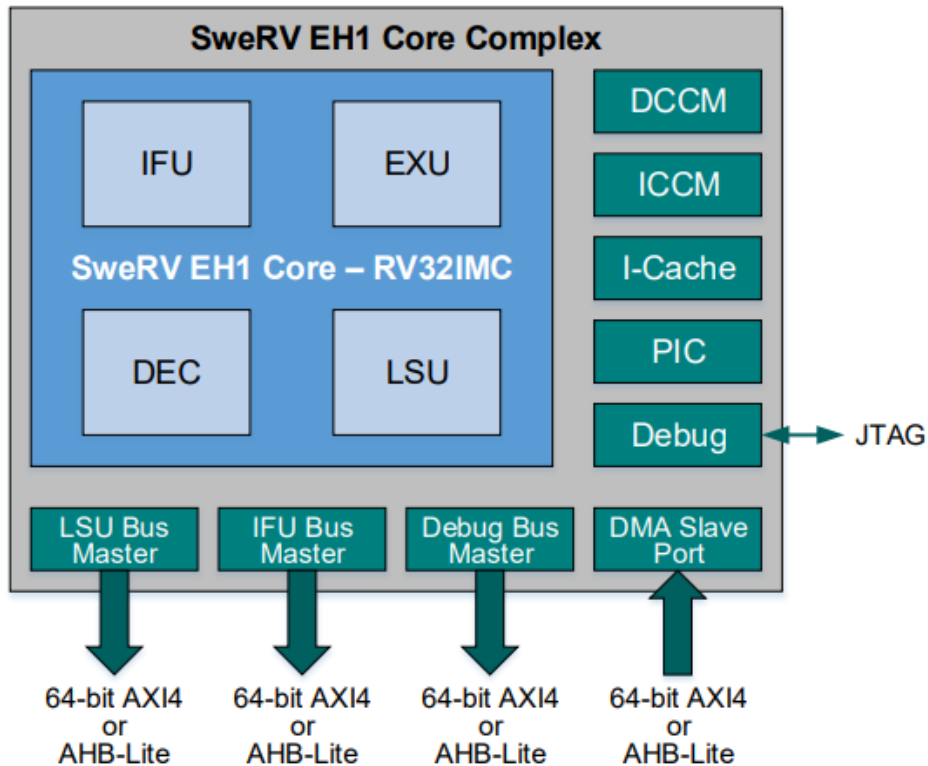 SweRV EH1 Core Complex
IFU
EXU
SweRV EH1 Core – RV32IMC
DEC
LSU
DCCM
ICCM
I-Cache
PIC
Debug
JTAG
LSU Bus
Master
IFU Bus
Master
Debug Bus
Master
DMA Slave
Port
64-bit AXI4
or
AHB-Lite
64-bit AXI4
or
AHB-Lite
64-bit AXI4
or
AHB-Lite
64-bit AXI4
or
AHB-Lite